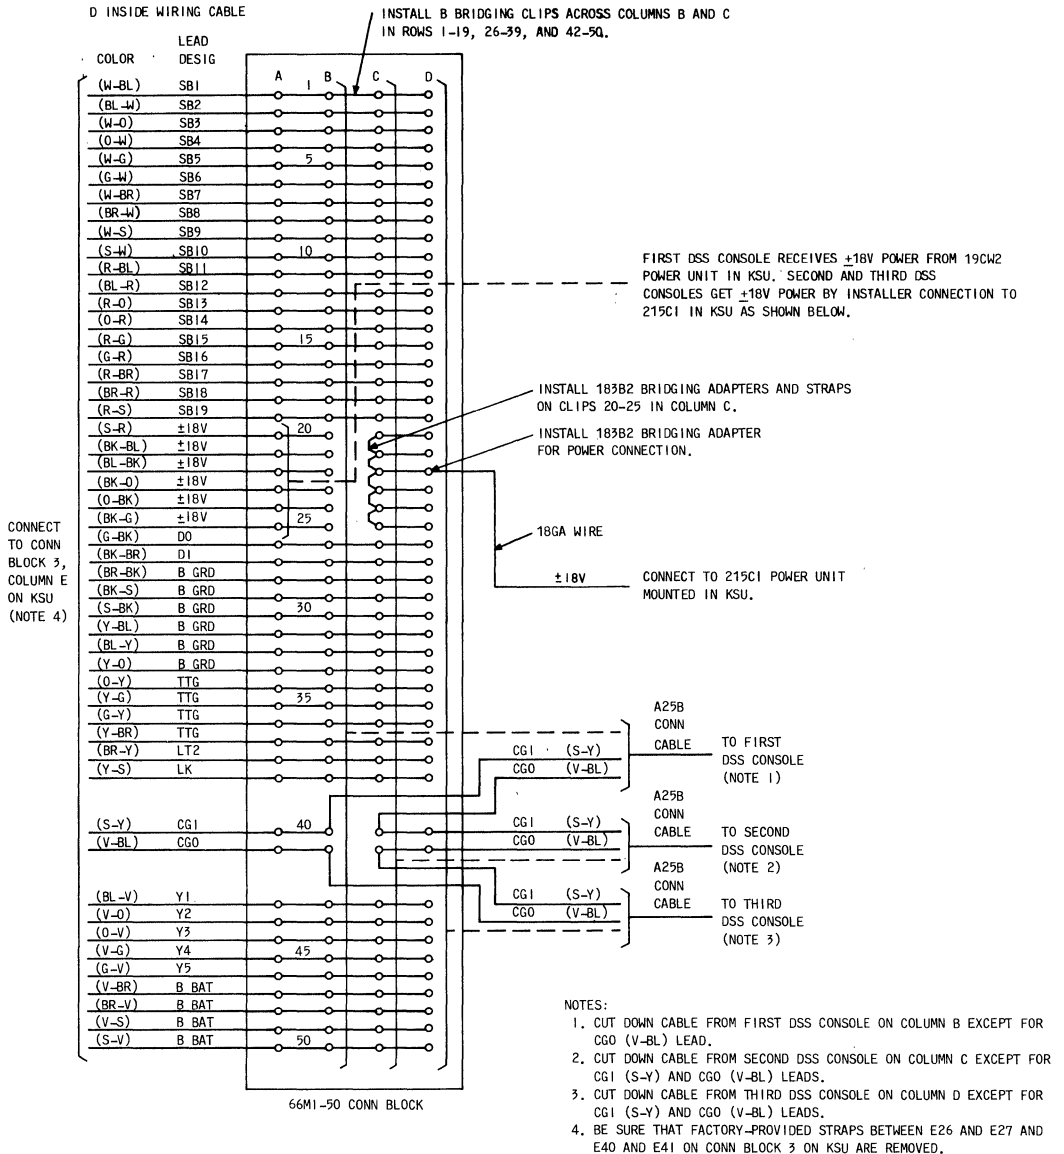 D INSIDE WIRING CABLE
INSTALL B BRIDGING CLIPS ACROSS COLUMNS B AND C
IN ROWS 1-19, 26-39, AND 42-50.
COLOR
LEAD
DESIG
A B C D
(W-BL) SB1 1
(BL-W) SB2
(W-O) SB3
(O-W) SB4
(W-G) SB5 5
(G-W) SB6
(W-BR) SB7
(BR-W) SB8
(W-S) SB9
(S-W) SB10 10
(R-BL) SB11
(BL-R) SB12
(R-O) SB13
(O-R) SB14
(R-G) SB15 15
(G-R) SB16
(R-BR) SB17
(BR-R) SB18
(R-S) SB19
(S-R) ±18V 20
(BK-BL) ±18V
(BL-BK) ±18V
(BK-O) ±18V
(O-BK) ±18V
(BK-G) ±18V 25
(G-BK) DO
(BK-BR) DI
(BR-BK) B GRD
(BK-S) B GRD
(S-BK) B GRD 30
(Y-BL) B GRD
(BL-Y) B GRD
(Y-O) B GRD
(O-Y) TTG
(Y-G) TTG 35
(G-Y) TTG
(Y-BR) TTG
(BR-Y) LT2
(Y-S) LK
(S-Y) CG1 40
(V-BL) CGO
(BL-V) Y1
(V-O) Y2
(O-V) Y3
(V-G) Y4 45
(G-V) Y5
(V-BR) B BAT
(BR-V) B BAT
(V-S) B BAT
(S-V) B BAT 50
CONNECT
TO CONN
BLOCK 3,
COLUMN E
ON KSU
(NOTE 4)
66M1-50 CONN BLOCK
FIRST DSS CONSOLE RECEIVES ±18V POWER FROM 19CW2
POWER UNIT IN KSU. SECOND AND THIRD DSS
CONSOLES GET ±18V POWER BY INSTALLER CONNECTION TO
215C1 IN KSU AS SHOWN BELOW.
INSTALL 183B2 BRIDGING ADAPTERS AND STRAPS
ON CLIPS 20-25 IN COLUMN C.
INSTALL 183B2 BRIDGING ADAPTER
FOR POWER CONNECTION.
18GA WIRE
±18V
CONNECT TO 215C1 POWER UNIT
MOUNTED IN KSU.
CG1 (S-Y)
CGO (V-BL)
A25B
CONN
CABLE
TO FIRST
DSS CONSOLE
(NOTE 1)
CG1 (S-Y)
CGO (V-BL)
A25B
CONN
CABLE
TO SECOND
DSS CONSOLE
(NOTE 2)
CG1 (S-Y)
CGO (V-BL)
A25B
CONN
CABLE
TO THIRD
DSS CONSOLE
(NOTE 3)
NOTES:
1. CUT DOWN CABLE FROM FIRST DSS CONSOLE ON COLUMN B EXCEPT FOR
CGO (V-BL) LEAD.
2. CUT DOWN CABLE FROM SECOND DSS CONSOLE ON COLUMN C EXCEPT FOR
CG1 (S-Y) AND CGO (V-BL) LEADS.
3. CUT DOWN CABLE FROM THIRD DSS CONSOLE ON COLUMN D EXCEPT FOR
CG1 (S-Y) AND CGO (V-BL) LEADS.
4. BE SURE THAT FACTORY-PROVIDED STRAPS BETWEEN E26 AND E27 AND
E40 AND E41 ON CONN BLOCK 3 ON KSU ARE REMOVED.